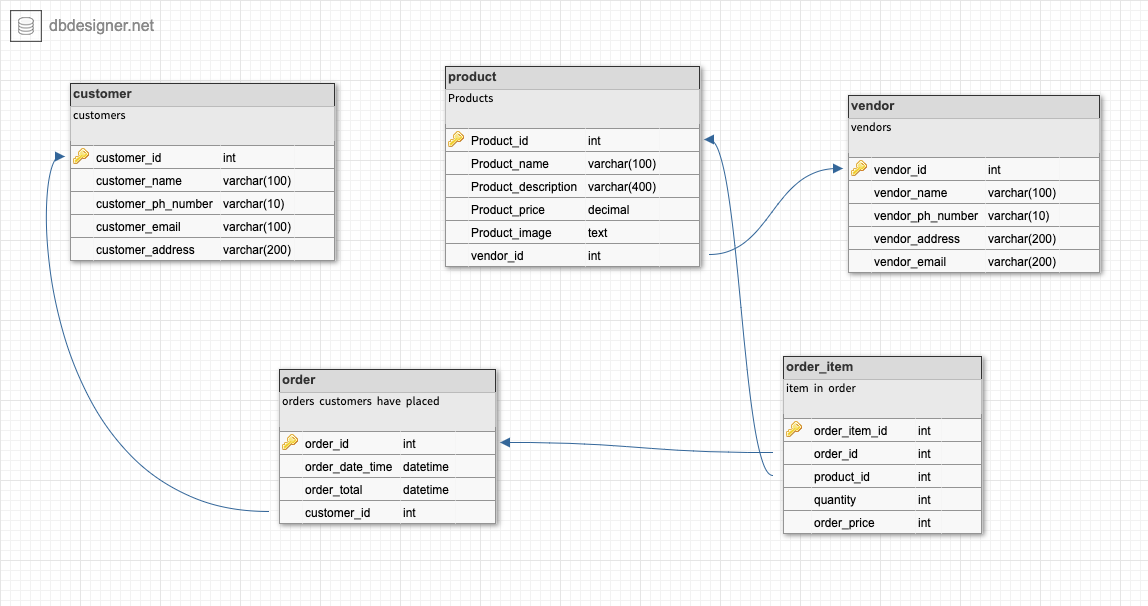 dbdesigner.net
customer
customers
customer_id int
customer_name varchar(100)
customer_ph_number varchar(10)
customer_email varchar(100)
customer_address varchar(200)
product
Products
Product_id int
Product_name varchar(100)
Product_description varchar(400)
Product_price decimal
Product_image text
vendor_id int
vendor
vendors
vendor_id int
vendor_name varchar(100)
vendor_ph_number varchar(10)
vendor_address varchar(200)
vendor_email varchar(200)
order
orders customers have placed
order_id int
order_date_time datetime
order_total datetime
customer_id int
order_item
item in order
order_item_id int
order_id int
product_id int
quantity int
order_price int